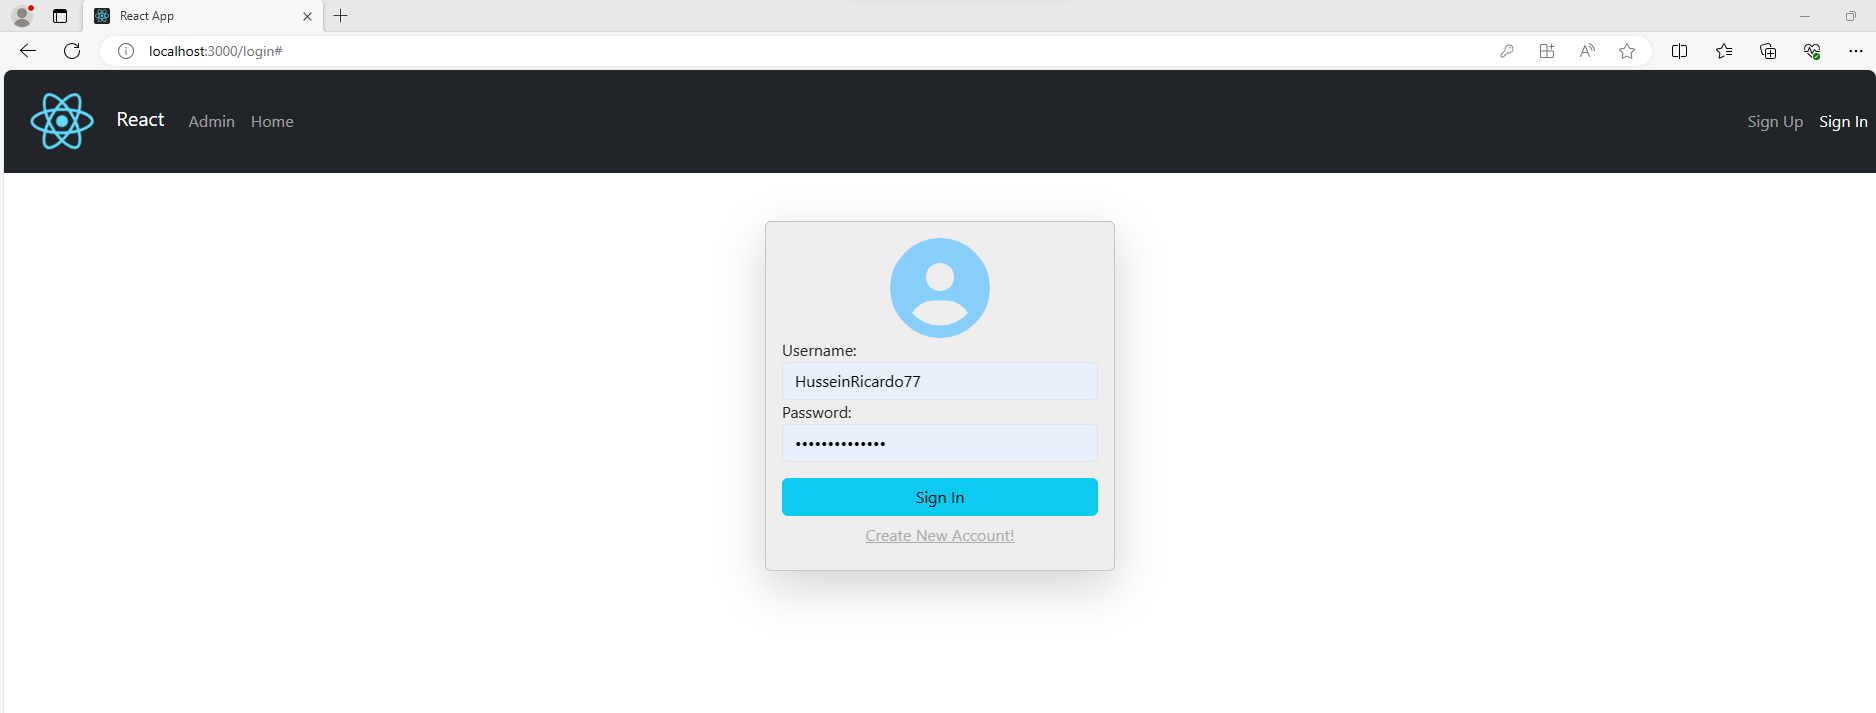 React App
localhost:3000/login#
React Admin Home Sign Up Sign In
Username:
HusseinRicardo77
Password:
••••••••••••••
Sign In
Create New Account!